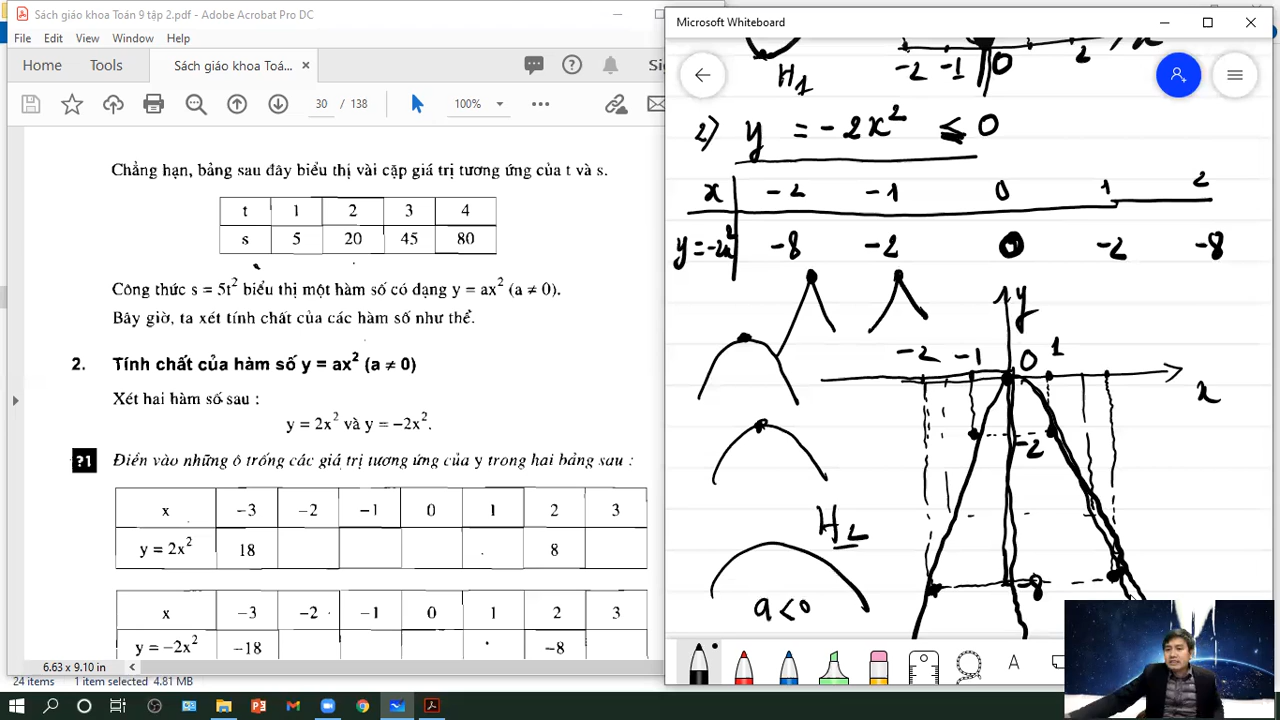 Sách giáo khoa Toán 9 tập 2.pdf - Adobe Acrobat Pro DC
File Edit View Window Help
Home Tools Sách giáo khoa Toá... ×
30 / 138 100%
Chẳng hạn, bảng sau đây biểu thị vài cặp giá trị tương ứng của t và s.
t 1 2 3 4
s 5 20 45 80
Công thức s = 5t² biểu thị một hàm số có dạng y = ax² (a ≠ 0).
Bây giờ, ta xét tính chất của các hàm số như thế.
2. Tính chất của hàm số y = ax² (a ≠ 0)
Xét hai hàm số sau :
y = 2x² và y = −2x².
?1 Điền vào những ô trống các giá trị tương ứng của y trong hai bảng sau :
x −3 −2 −1 0 1 2 3
y = 2x² 18 8
x −3 −2 −1 0 1 2 3
y = −2x² −18 −8
6.63 x 9.10 in
24 items 1 item selected 4.81 MB
Microsoft Whiteboard
H1
-2 -1 0 2 x
2) y = -2x² ≤ 0
x -2 -1 0 1 2
y = -2x² -8 -2 0 -2 -8
y
-2 -1 0 1
x
-2
H2
-8
a < 0
A